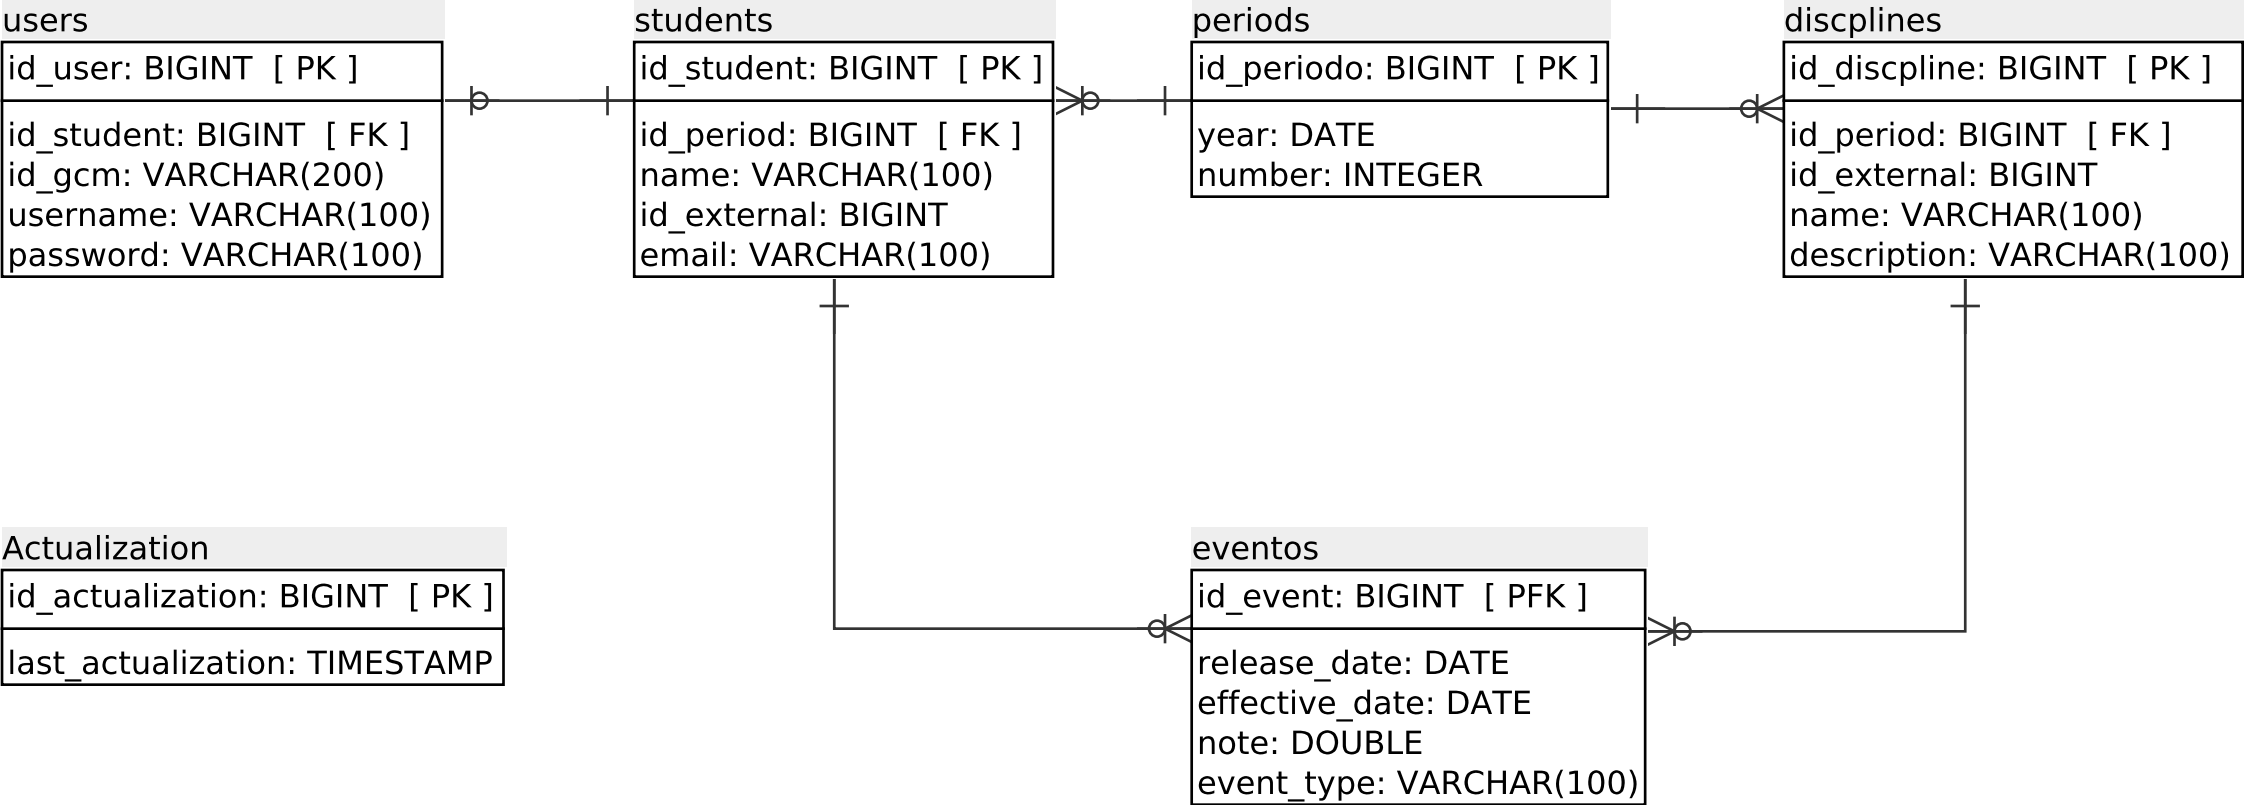 users
id_user: BIGINT  [ PK ]
id_student: BIGINT  [ FK ]
id_gcm: VARCHAR(200)
username: VARCHAR(100)
password: VARCHAR(100)
students
id_student: BIGINT  [ PK ]
id_period: BIGINT  [ FK ]
name: VARCHAR(100)
id_external: BIGINT
email: VARCHAR(100)
periods
id_periodo: BIGINT  [ PK ]
year: DATE
number: INTEGER
discplines
id_discpline: BIGINT  [ PK ]
id_period: BIGINT  [ FK ]
id_external: BIGINT
name: VARCHAR(100)
description: VARCHAR(100)
Actualization
id_actualization: BIGINT  [ PK ]
last_actualization: TIMESTAMP
eventos
id_event: BIGINT  [ PFK ]
release_date: DATE
effective_date: DATE
note: DOUBLE
event_type: VARCHAR(100)